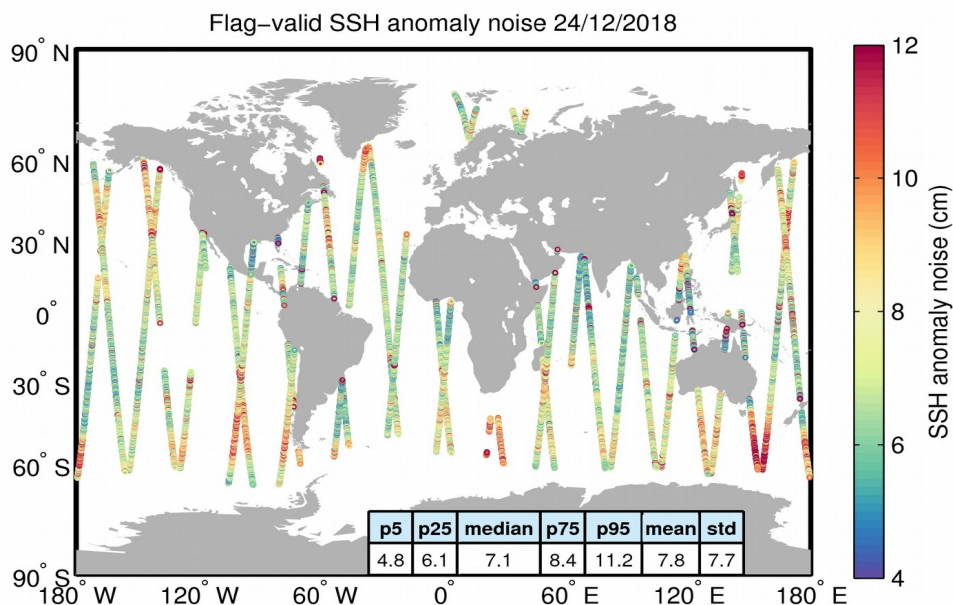 Flag−valid SSH anomaly noise 24/12/2018
90° N
60° N
30° N
0°
30° S
60° S
90° S
180° W
120° W
60° W
0°
60° E
120° E
180° E
p5 p25 median p75 p95 mean std
4.8 6.1 7.1 8.4 11.2 7.8 7.7
12
10
8
6
4
SSH anomaly noise (cm)